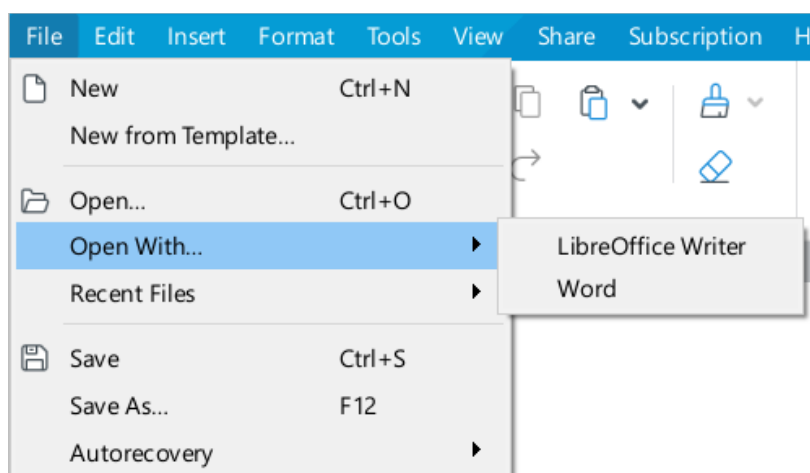 File Edit Insert Format Tools View Share Subscription H
New Ctrl+N
New from Template...
Open... Ctrl+O
Open With...
LibreOffice Writer
Word
Recent Files
Save Ctrl+S
Save As... F12
Autorecovery